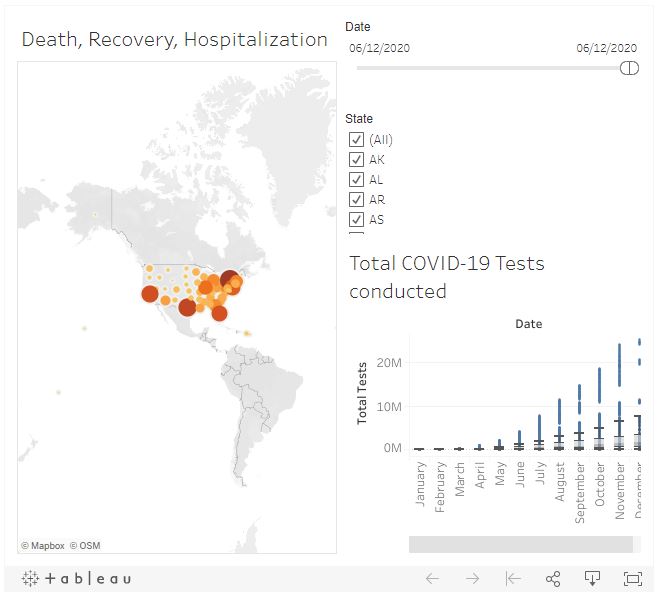 Death, Recovery, Hospitalization
Date
06/12/2020 06/12/2020
State
(All)
AK
AL
AR
AS
Total COVID-19 Tests
conducted
Date
Total Tests
20M
10M
0M
January
February
March
April
May
June
July
August
September
October
November
December
© Mapbox © OSM
+ableau